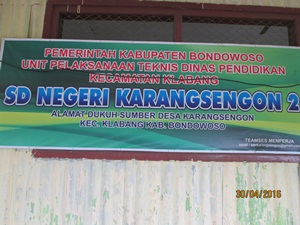 PEMERINTAH KABUPATEN BONDOWOSO
UNIT PELAKSANAAN TEKNIS DINAS PENDIDIKAN
KECAMATAN KLABANG
SD NEGERI KARANGSENGON 2
ALAMAT: DUKUH SUMBER DESA KARANGSENGON
KEC. KLABANG KAB. BONDOWOSO
30/04/2016